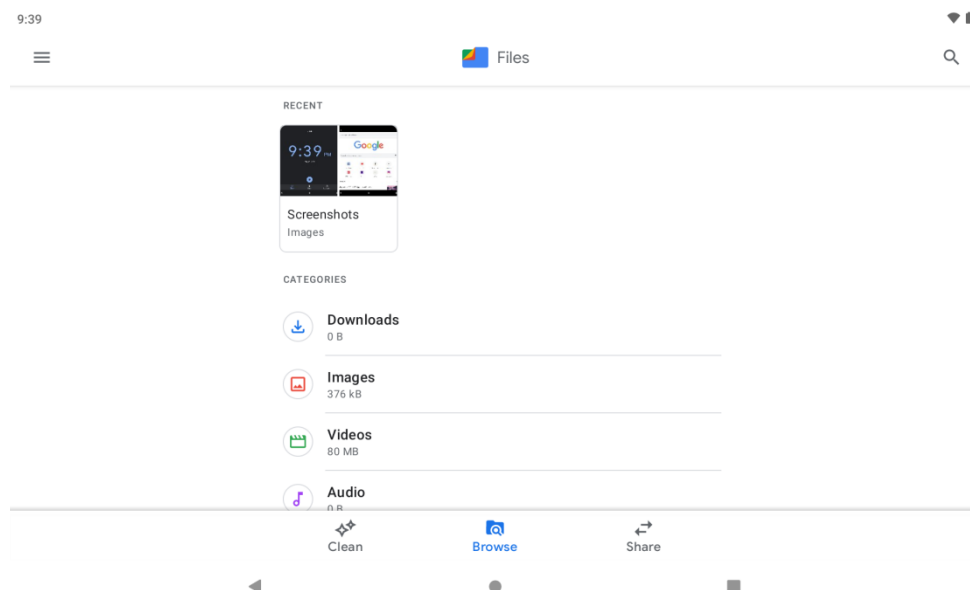 9:39
Files
RECENT
9:39 PM
Google
Screenshots
Images
CATEGORIES
Downloads
0 B
Images
376 kB
Videos
80 MB
Audio
0 B
Clean
Browse
Share